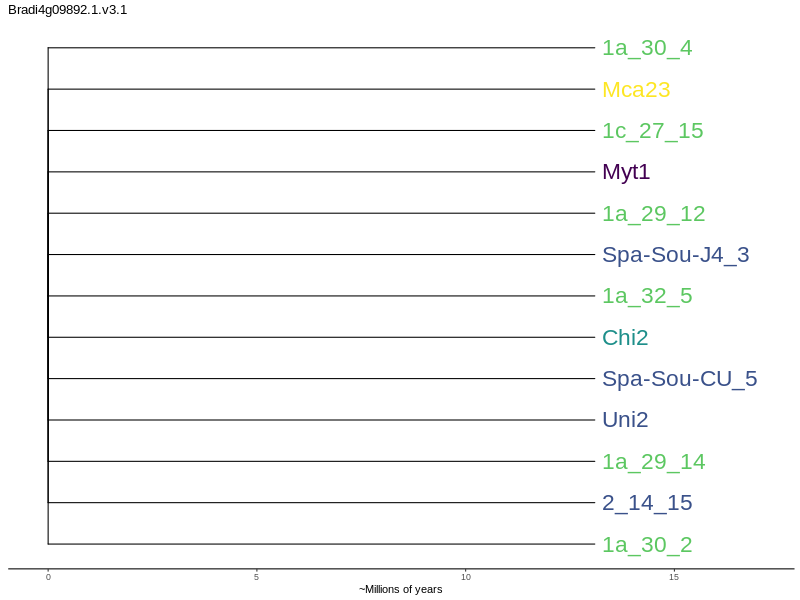 Bradi4g09892.1.v3.1
1a_30_4
Mca23
1c_27_15
Myt1
1a_29_12
Spa-Sou-J4_3
1a_32_5
Chi2
Spa-Sou-CU_5
Uni2
1a_29_14
2_14_15
1a_30_2
0 5 10 15
~Millions of years